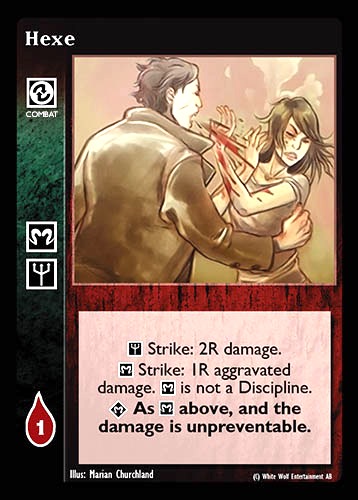 Hexe
COMBAT
Strike: 2R damage.
Strike: 1R aggravated
damage. is not a Discipline.
As above, and the
damage is unpreventable.
1
Illus: Marian Churchland
(C) White Wolf Entertainment AB